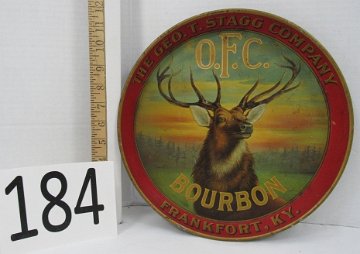 THE GEO. T. STAGG COMPANY
O.F.C.
BOURBON
FRANKFORT, KY.
184